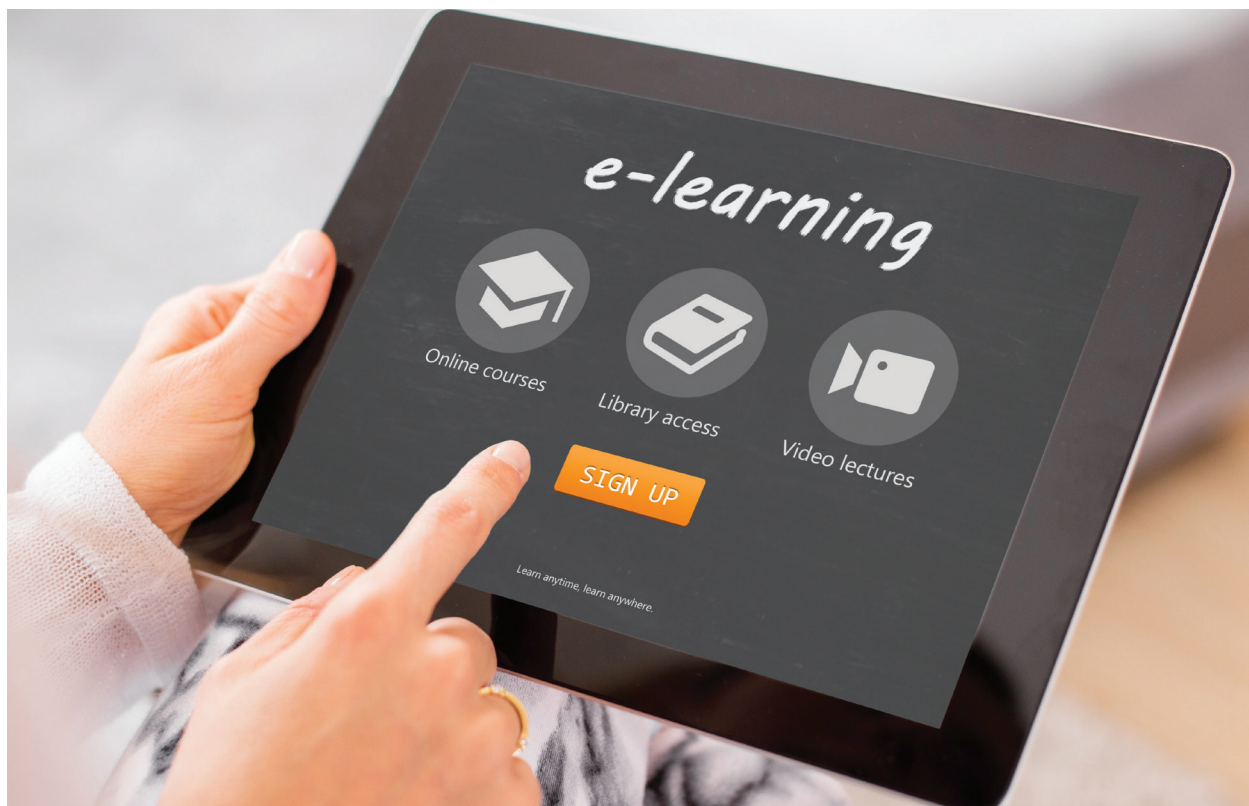 e-learning
Online courses
Library access
Video lectures
SIGN UP
Learn anytime, learn anywhere.